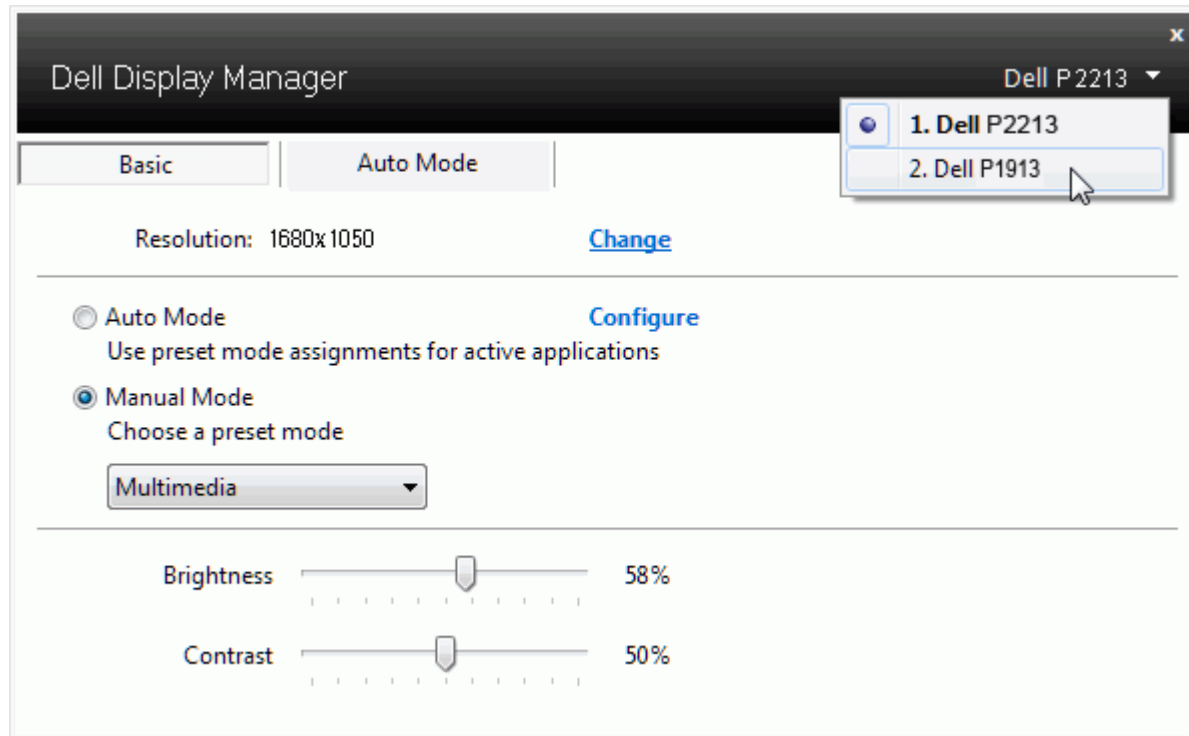 x
Dell Display Manager
Dell P2213
1. Dell P2213
2. Dell P1913
Basic
Auto Mode
Resolution: 1680x1050
Change
Auto Mode
Configure
Use preset mode assignments for active applications
Manual Mode
Choose a preset mode
Multimedia
Brightness
58%
Contrast
50%